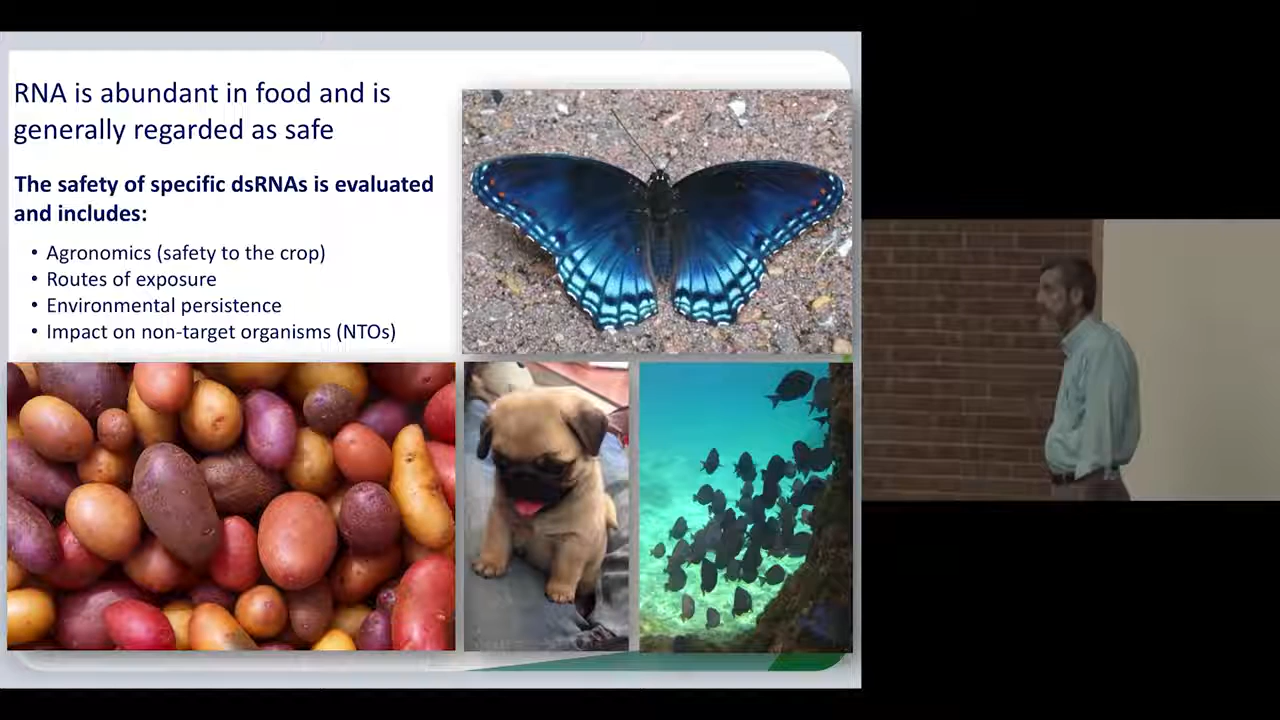 RNA is abundant in food and is
generally regarded as safe
The safety of specific dsRNAs is evaluated
and includes:
• Agronomics (safety to the crop)
• Routes of exposure
• Environmental persistence
• Impact on non-target organisms (NTOs)